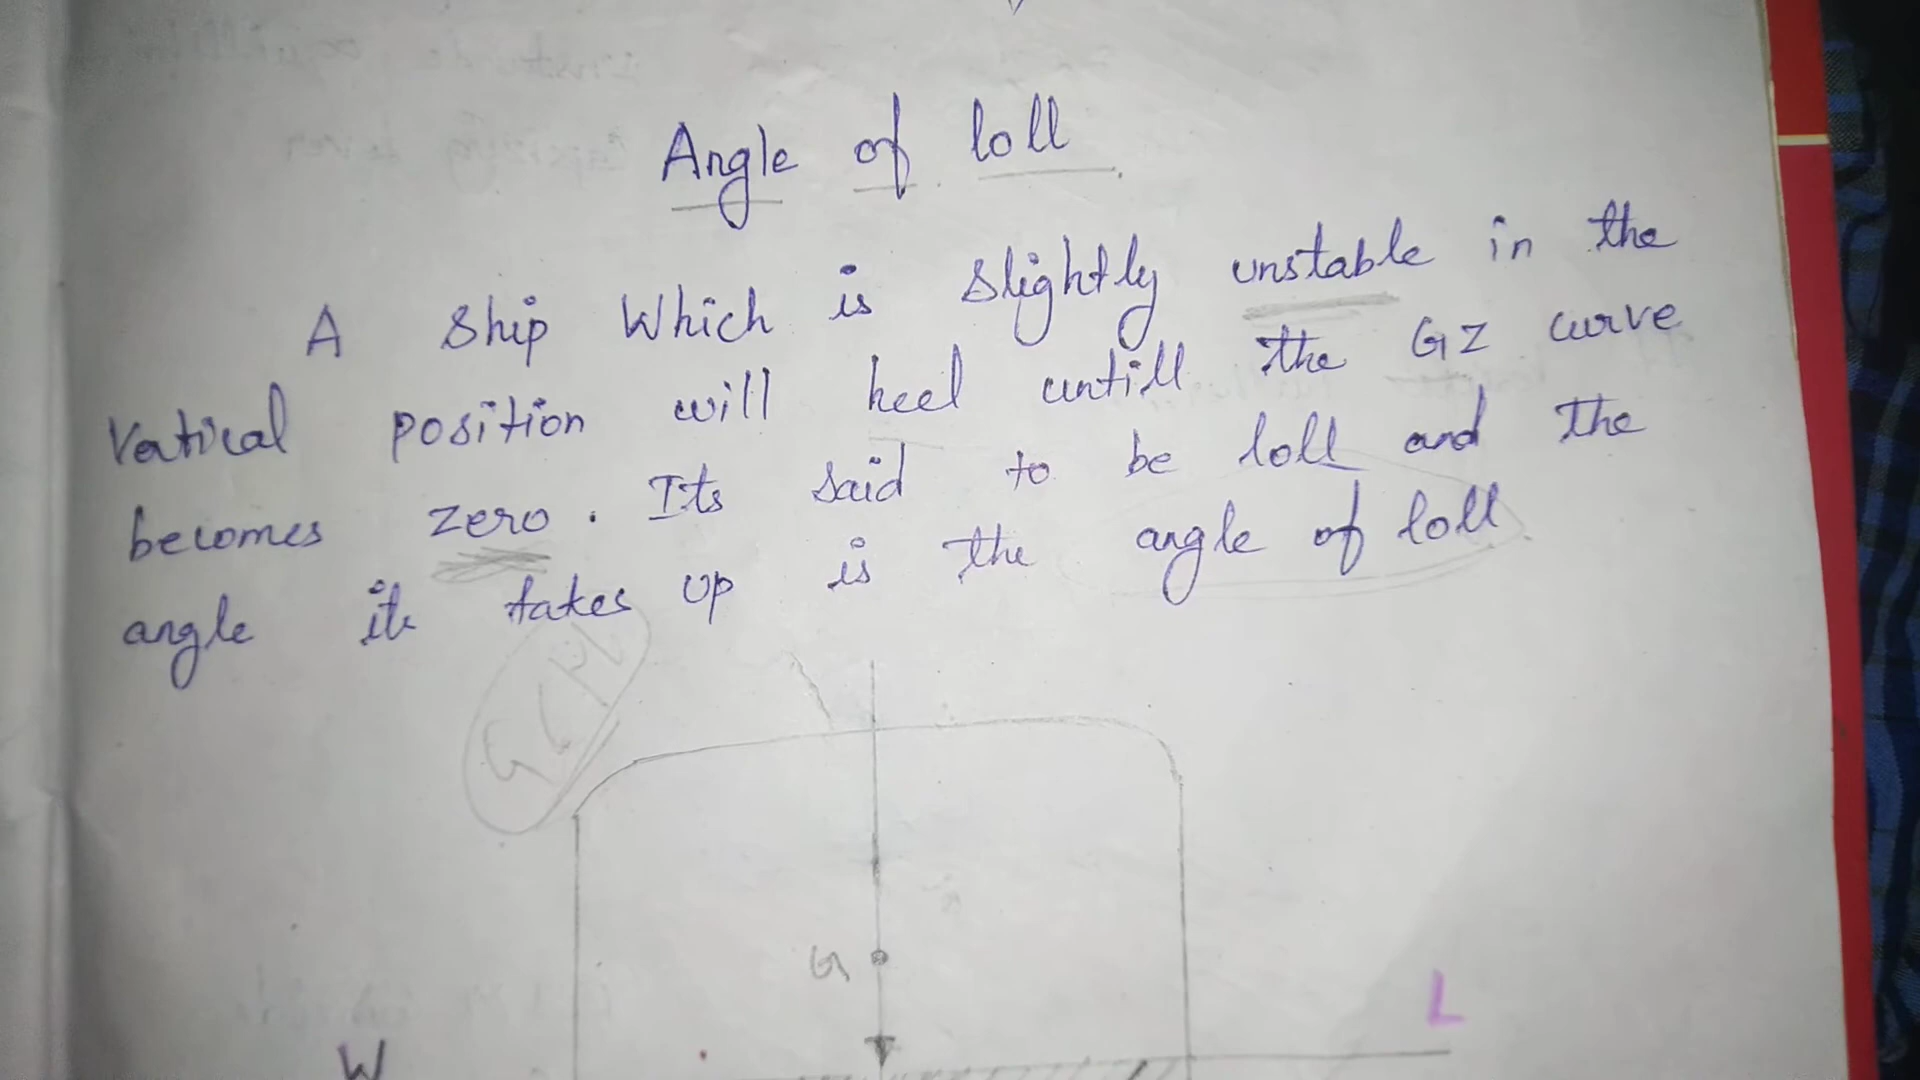 Angle of loll
A Ship Which is slightly unstable in the
Vertical position will heel untill the GZ curve
becomes zero. Its said to be loll and the
angle it takes up is the angle of loll
G
L
W